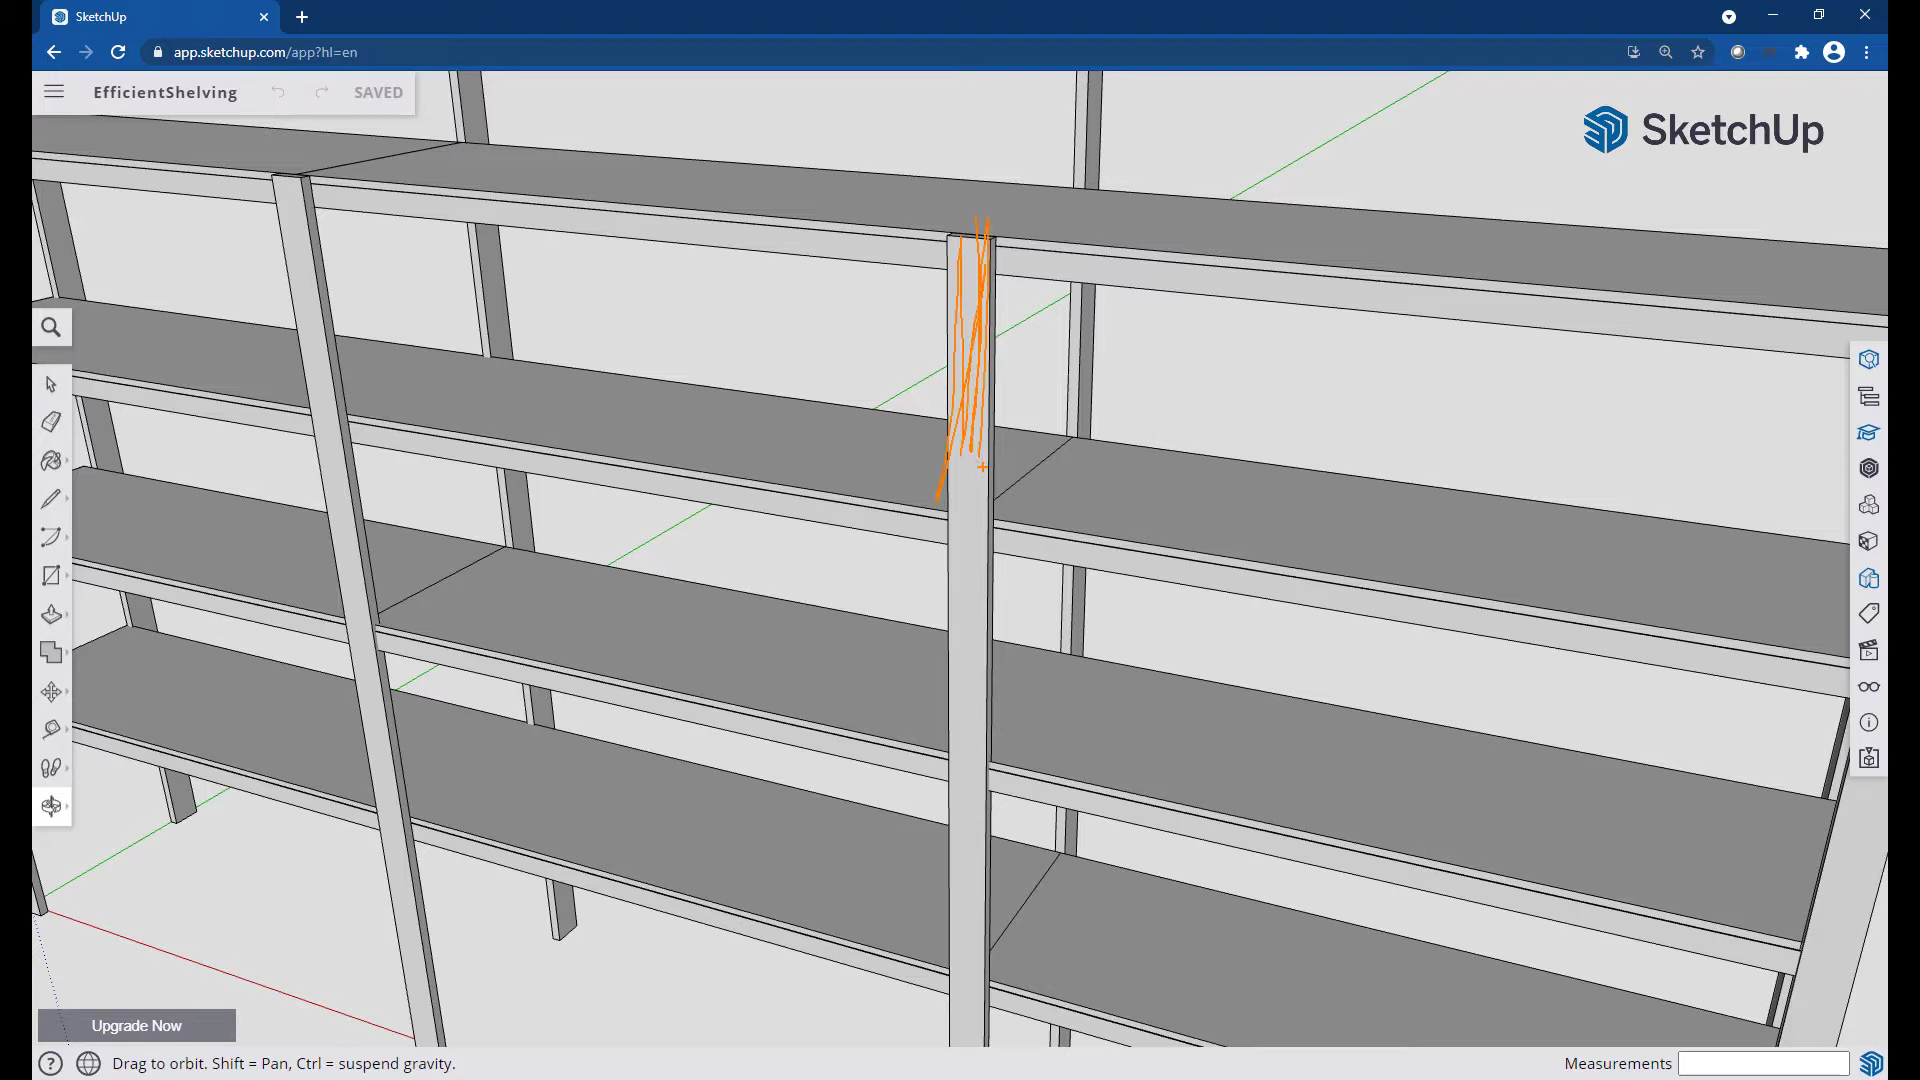 SketchUp
app.sketchup.com/app?hl=en
EfficientShelving
SAVED
SketchUp
Upgrade Now
Drag to orbit. Shift = Pan, Ctrl = suspend gravity.
Measurements